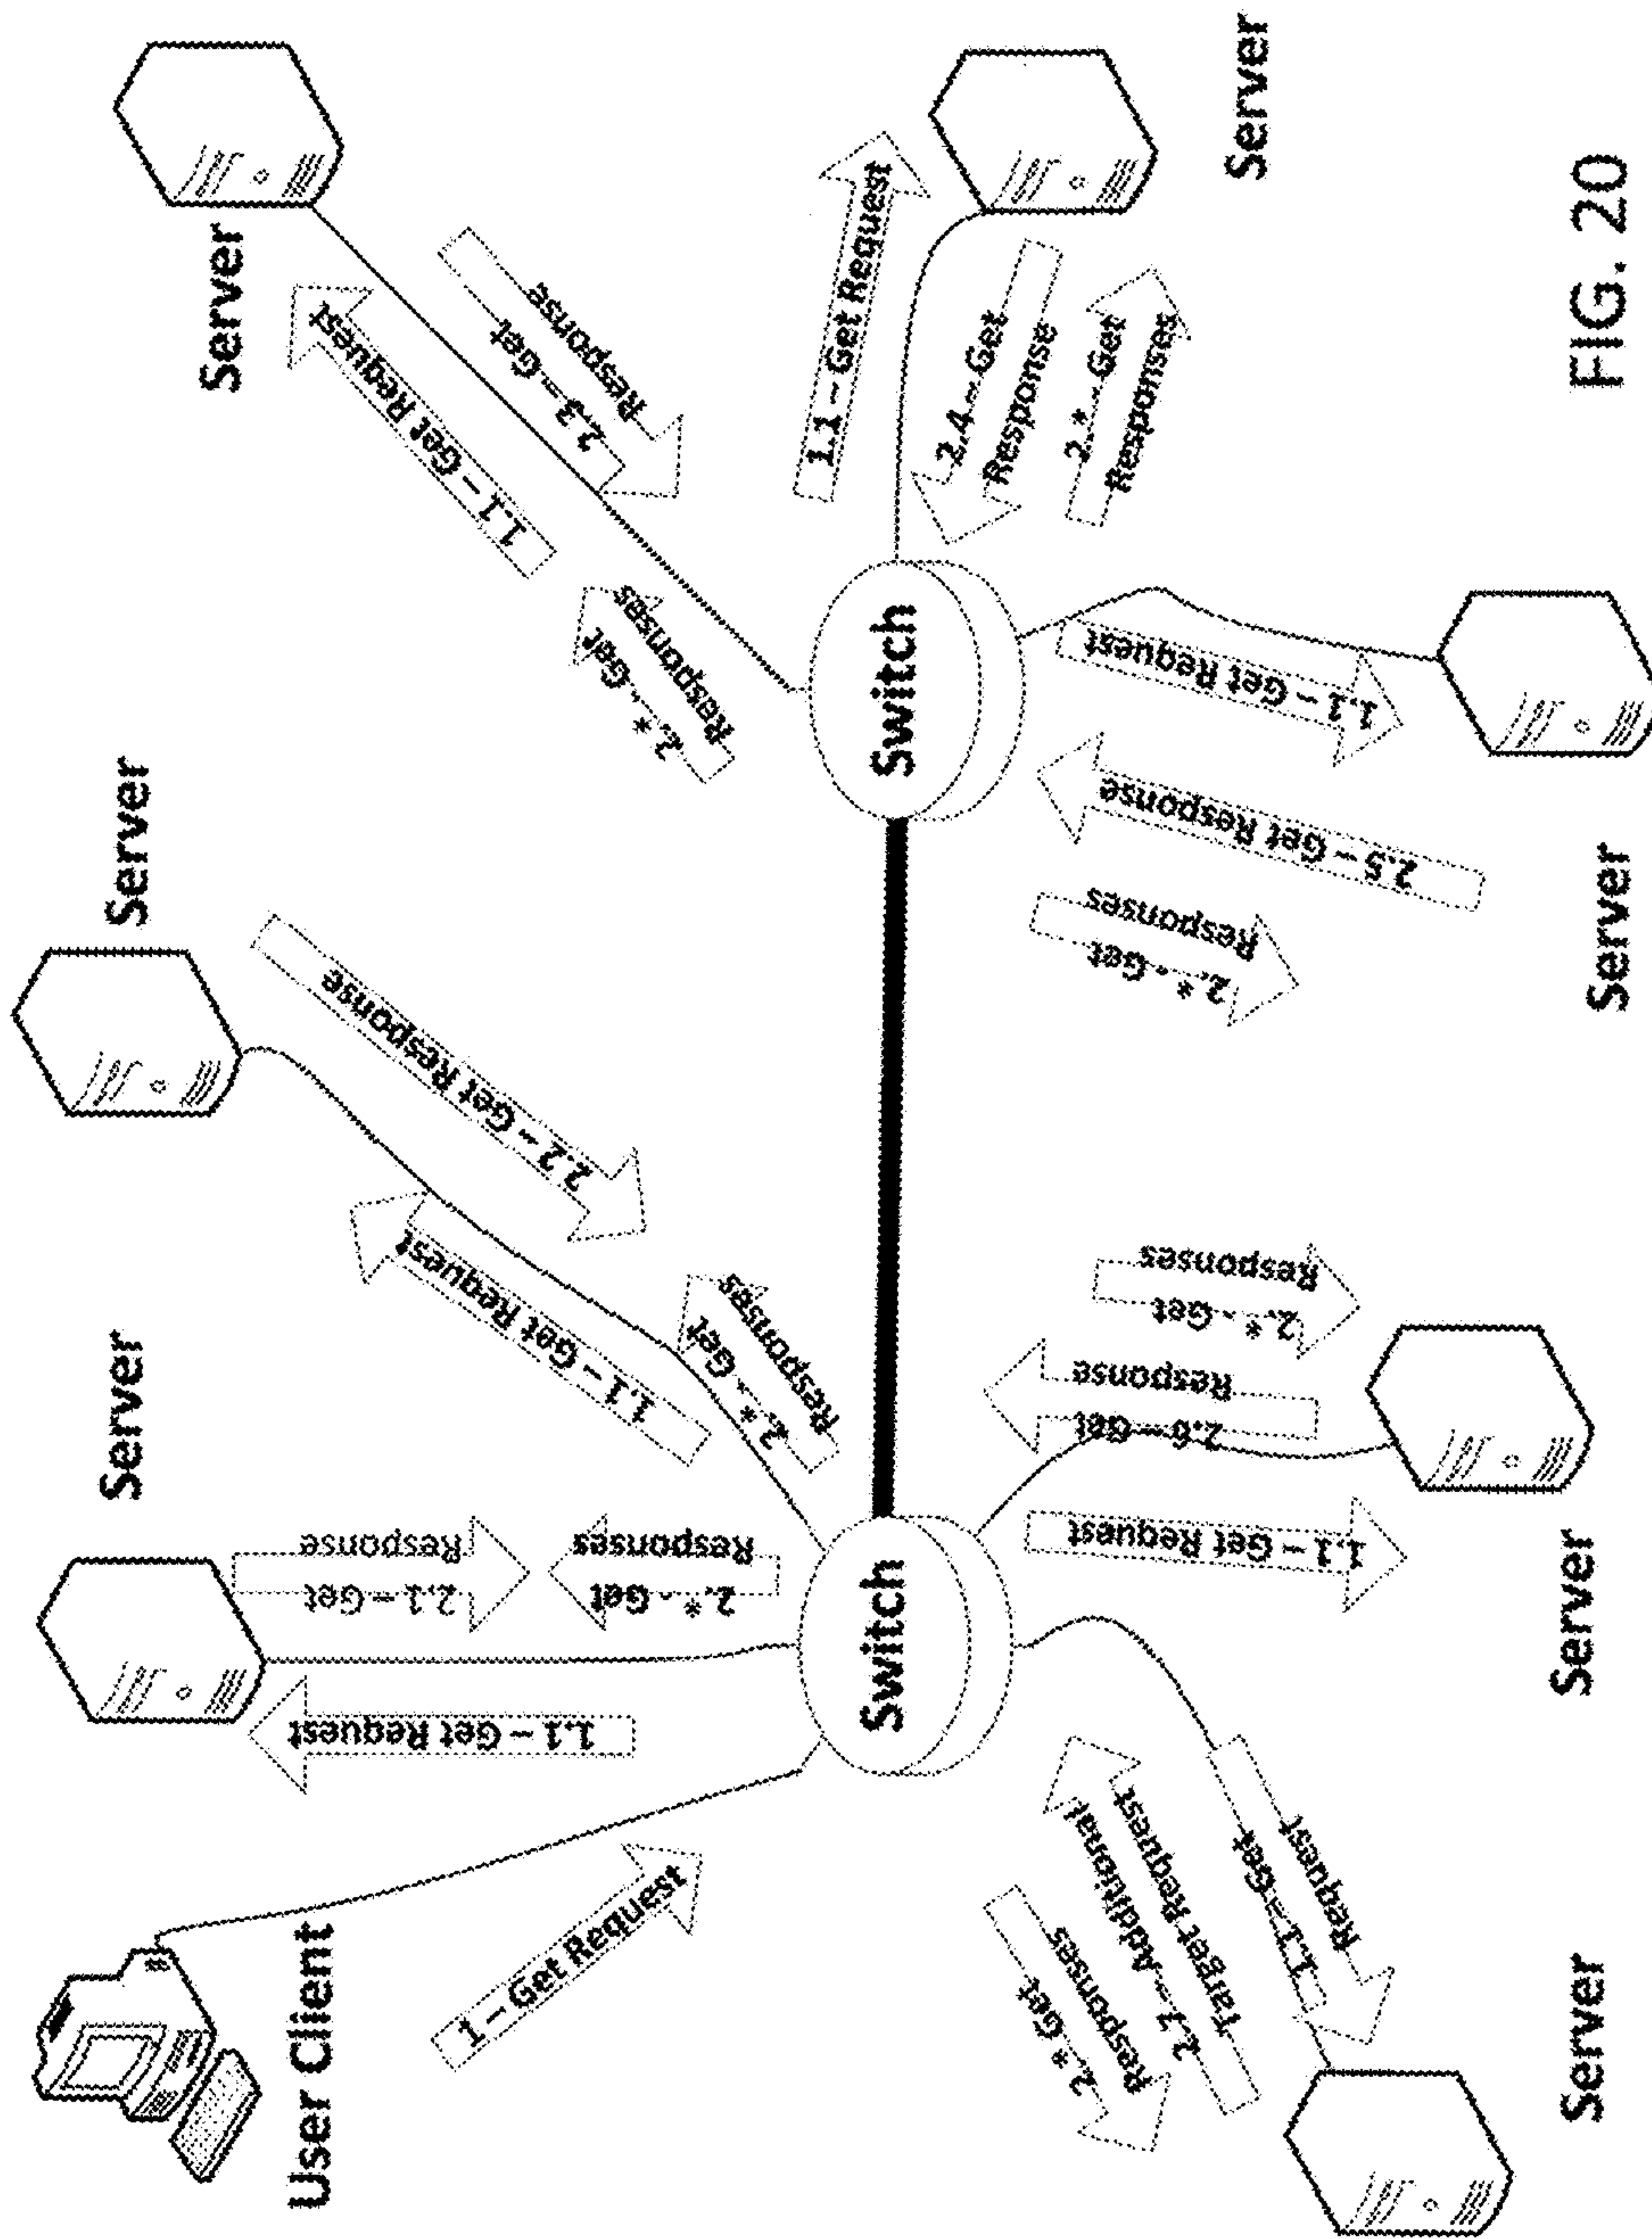 Server
Server
Server
User Client
1 – Get Request
1.1 – Get Request
2.1 – Get
Response
2.* - Get
Responses
1.1 – Get Request
2.2 – Get Response
2.* - Get
Responses
1.1 – Get Request
2.3 – Get
Response
2.* - Get
Responses
Switch
Switch
1.1 – Get Request
2.4 – Get
Response
2.* - Get
Responses
2.* Get
Responses
2.7 – Additional
Target Request
1.1 – Get
Request
1.1 – Get Request
2.6 – Get
Response
2.* - Get
Responses
2.* - Get
Responses
2.5 – Get Response
1.1 – Get Request
Server
Server
Server
Server
FIG. 20